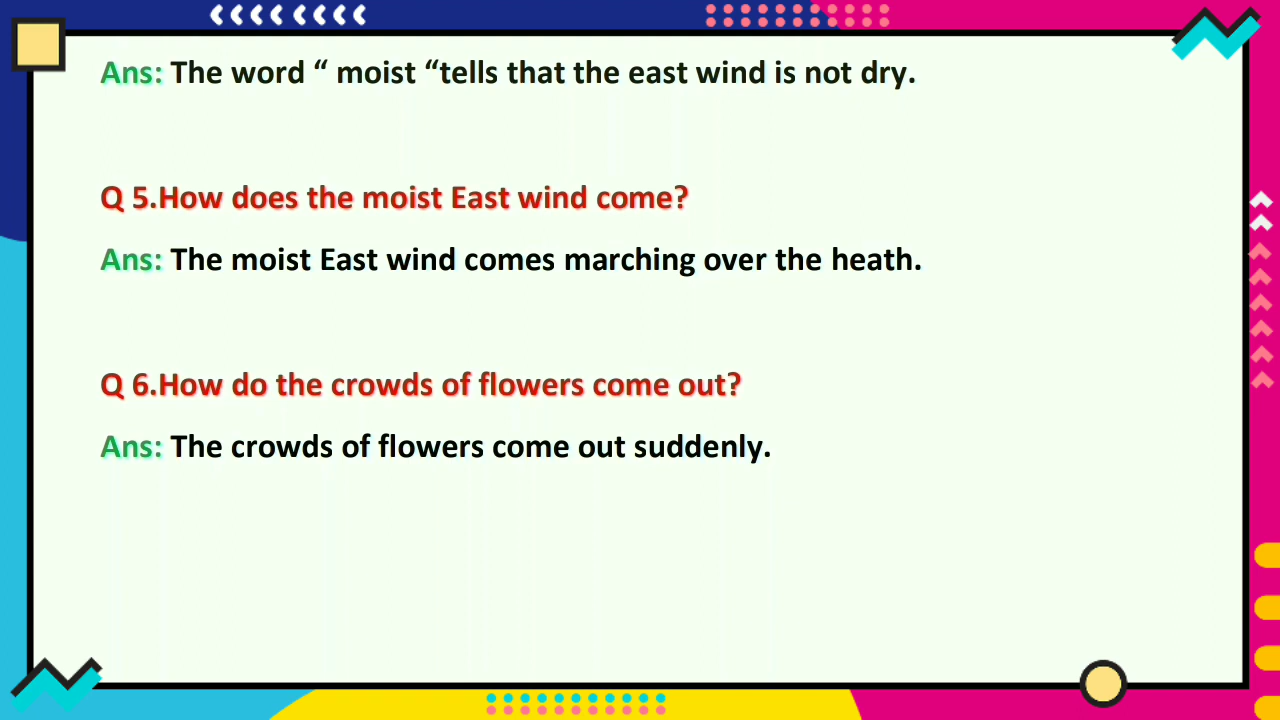 Ans: The word “ moist “tells that the east wind is not dry.
Q 5.How does the moist East wind come?
Ans: The moist East wind comes marching over the heath.
Q 6.How do the crowds of flowers come out?
Ans: The crowds of flowers come out suddenly.